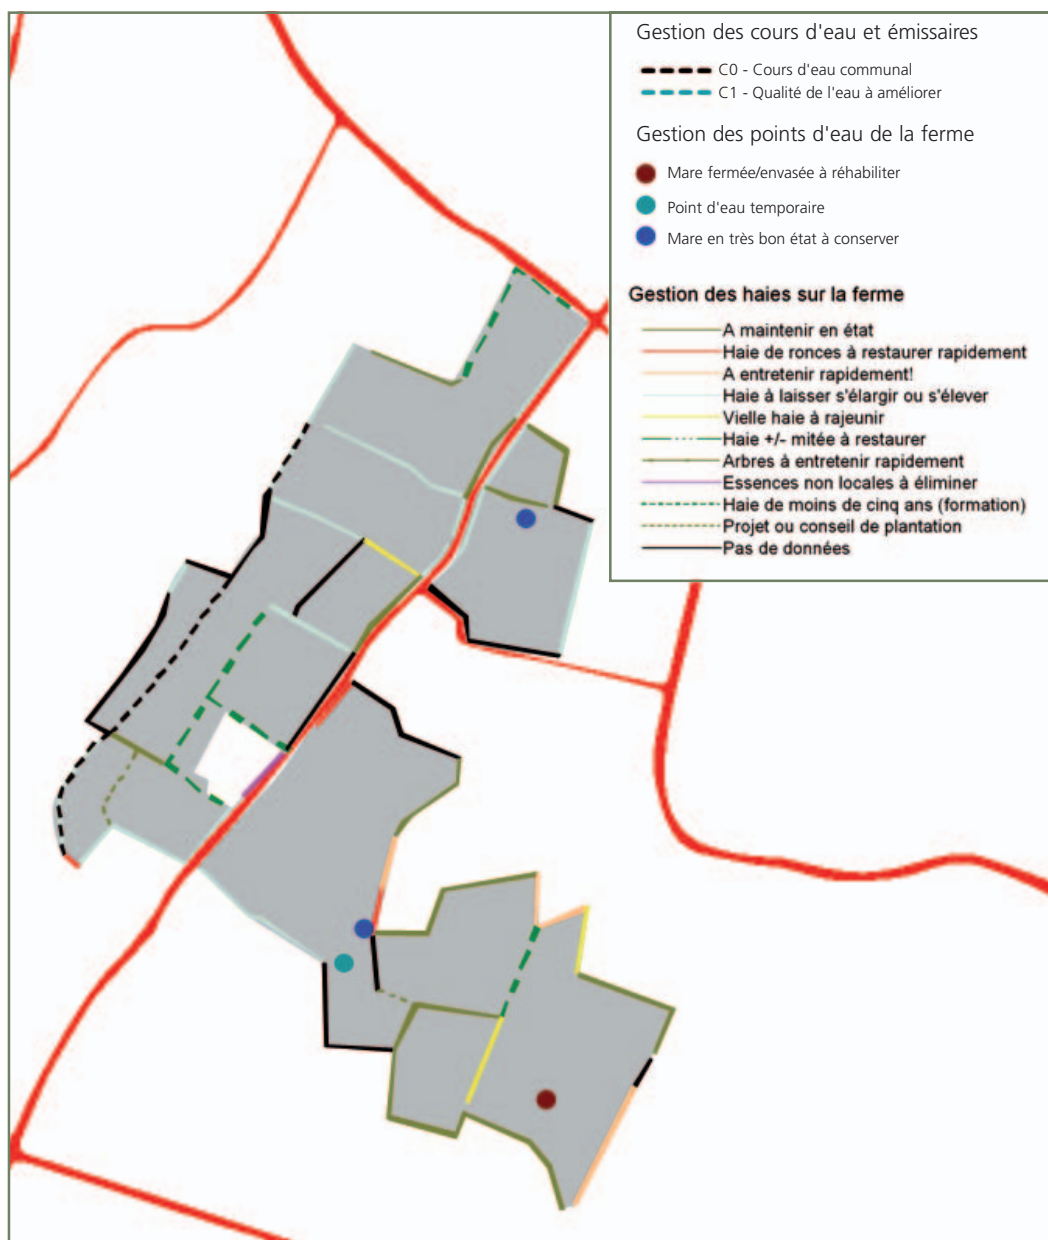 Gestion des cours d'eau et émissaires
C0 - Cours d'eau communal
C1 - Qualité de l'eau à améliorer
Gestion des points d'eau de la ferme
Mare fermée/envasée à réhabiliter
Point d'eau temporaire
Mare en très bon état à conserver
Gestion des haies sur la ferme
A maintenir en état
Haie de ronces à restaurer rapidement
A entretenir rapidement!
Haie à laisser s'élargir ou s'élever
Vielle haie à rajeunir
Haie +/- mitée à restaurer
Arbres à entretenir rapidement
Essences non locales à éliminer
Haie de moins de cinq ans (formation)
Projet ou conseil de plantation
Pas de données